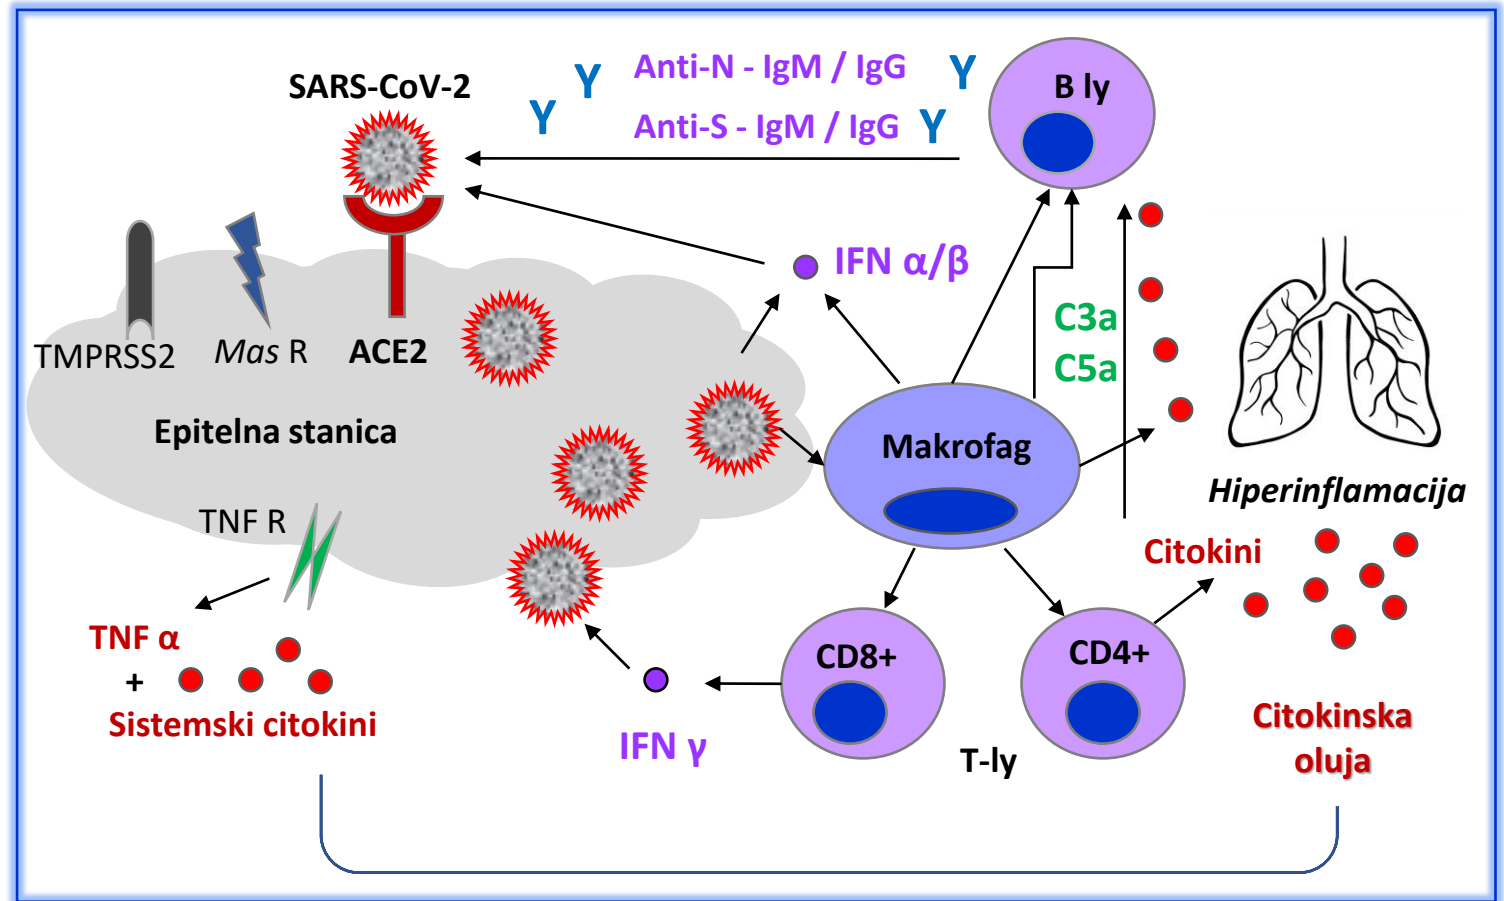 SARS-CoV-2
Anti-N - IgM / IgG
Anti-S - IgM / IgG
B ly
IFN α/β
C3a
C5a
TMPRSS2
Mas R
ACE2
Epitelna stanica
Makrofag
Hiperinflamacija
TNF R
Citokini
TNF α
+
Sistemski citokini
CD8+
CD4+
IFN γ
T-ly
Citokinska
oluja